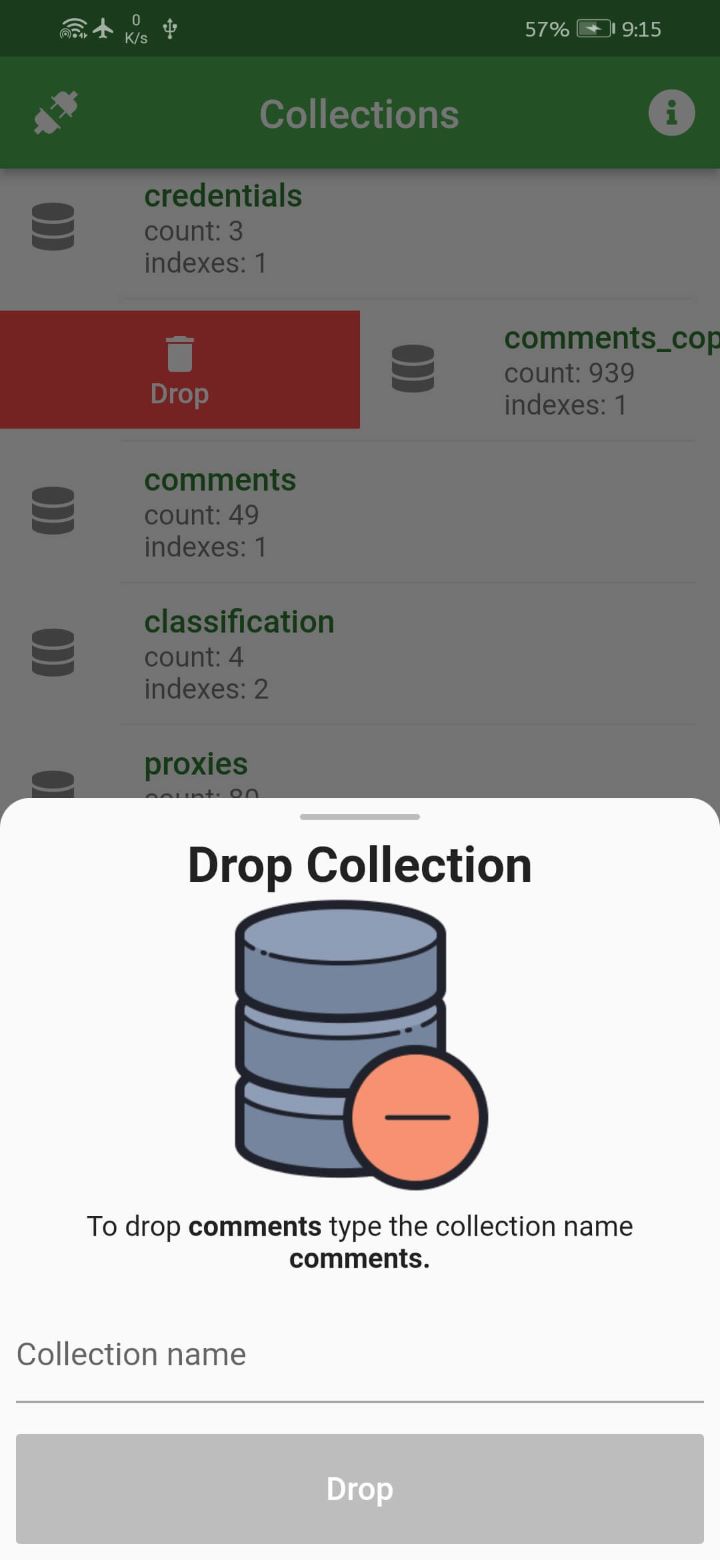 0
K/s
57% 9:15
Collections
credentials
count: 3
indexes: 1
Drop
comments_cop
count: 939
indexes: 1
comments
count: 49
indexes: 1
classification
count: 4
indexes: 2
proxies
count: 80
Drop Collection
To drop comments type the collection name
comments.
Collection name
Drop